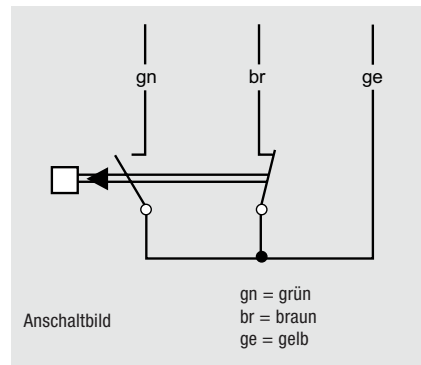 gn br ge
gn = grün
br = braun
ge = gelb
Anschaltbild